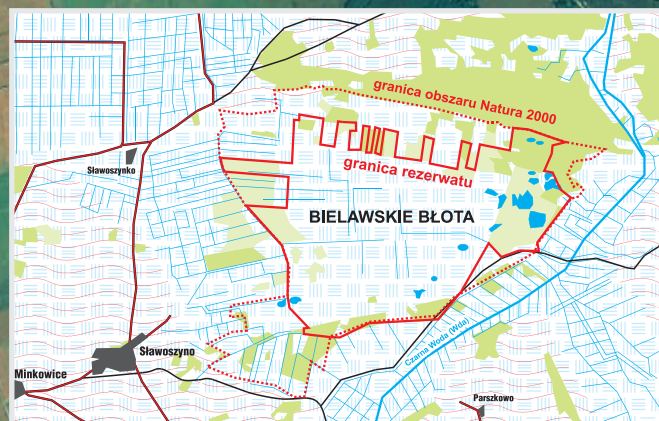 granica obszaru Natura 2000
Sławoszynko
granica rezerwatu
BIELAWSKIE BŁOTA
Czarna Woda (Wda)
Sławoszyno
Minkowice
Parszkowo